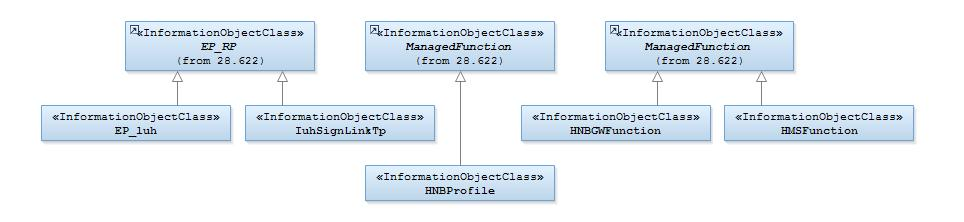 «InformationObjectClass»
EP_RP
(from 28.622)
«InformationObjectClass»
ManagedFunction
(from 28.622)
«InformationObjectClass»
ManagedFunction
(from 28.622)
«InformationObjectClass»
EP_luh
«InformationObjectClass»
IuhSignLinkTp
«InformationObjectClass»
HNBGWFunction
«InformationObjectClass»
HMSFunction
«InformationObjectClass»
HNBProfile